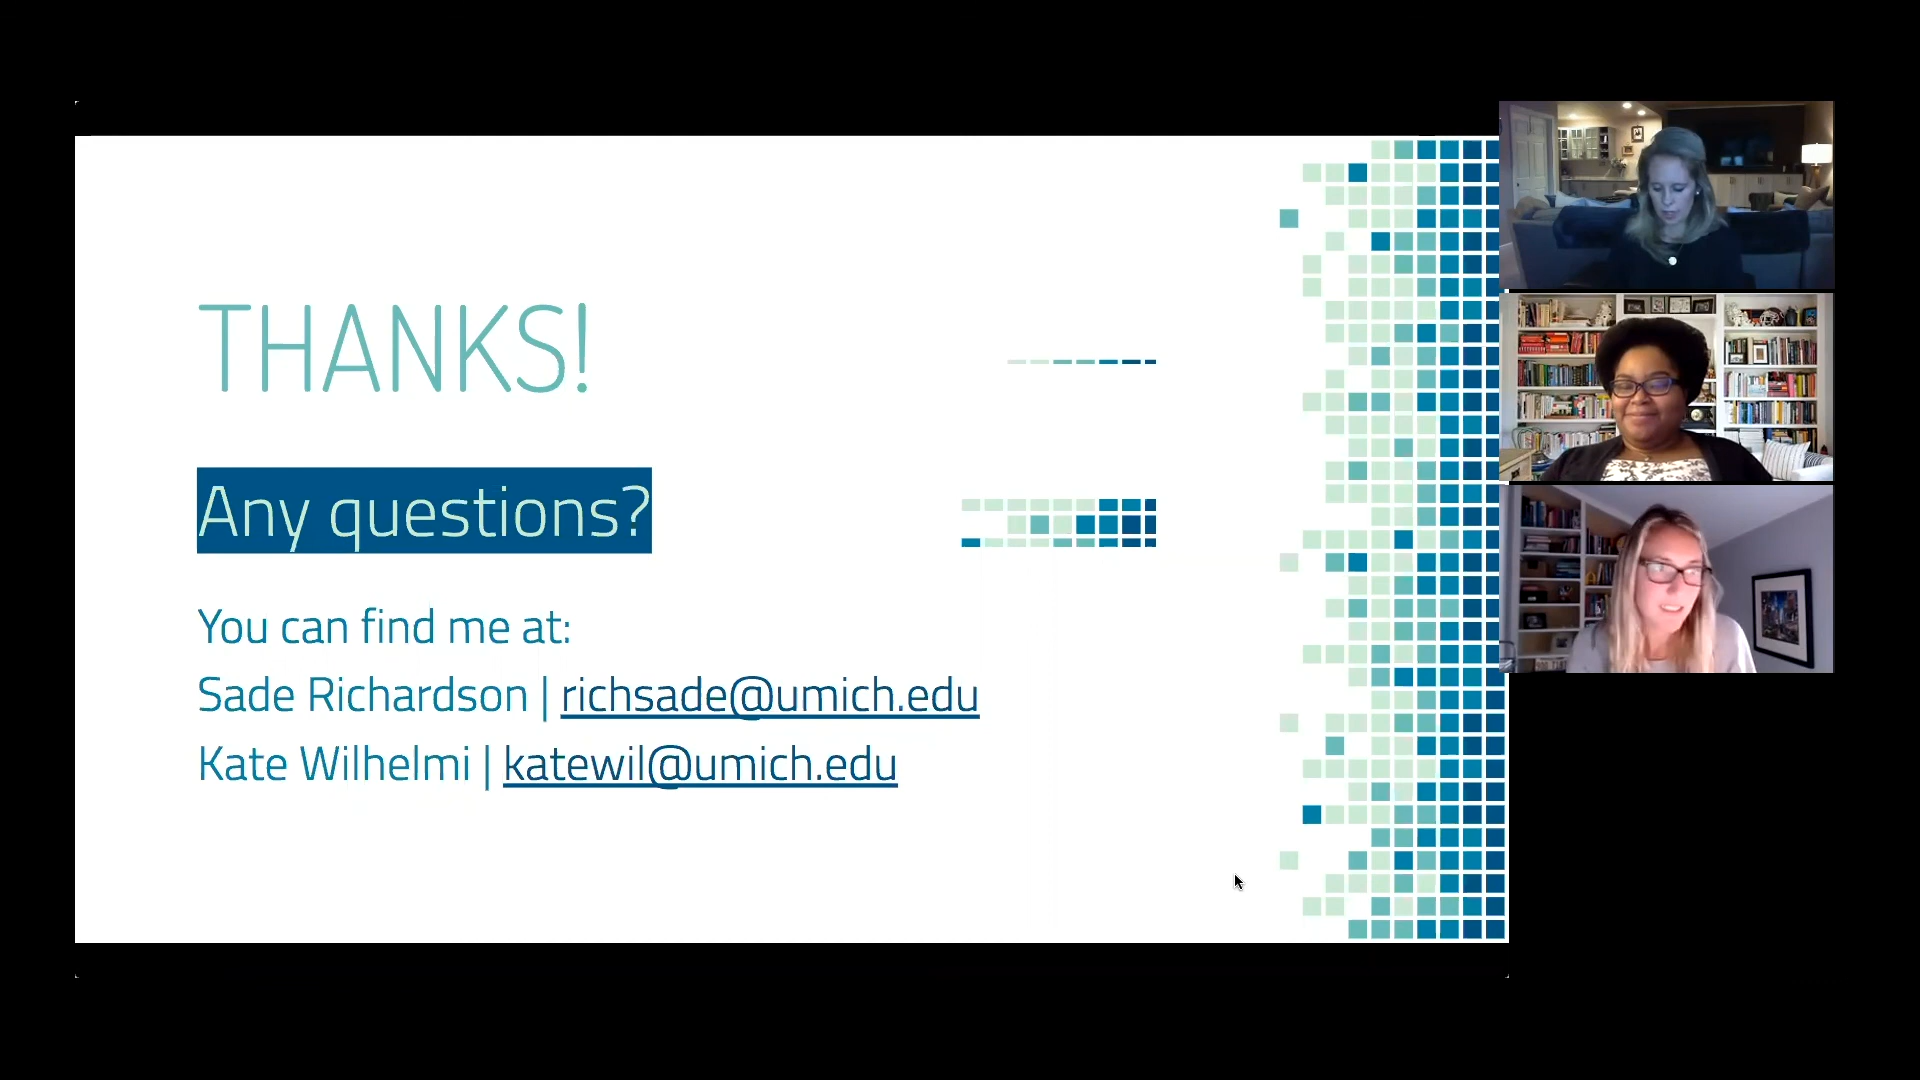 THANKS!
Any questions?
You can find me at:
Sade Richardson | richsade@umich.edu
Kate Wilhelmi | katewil@umich.edu